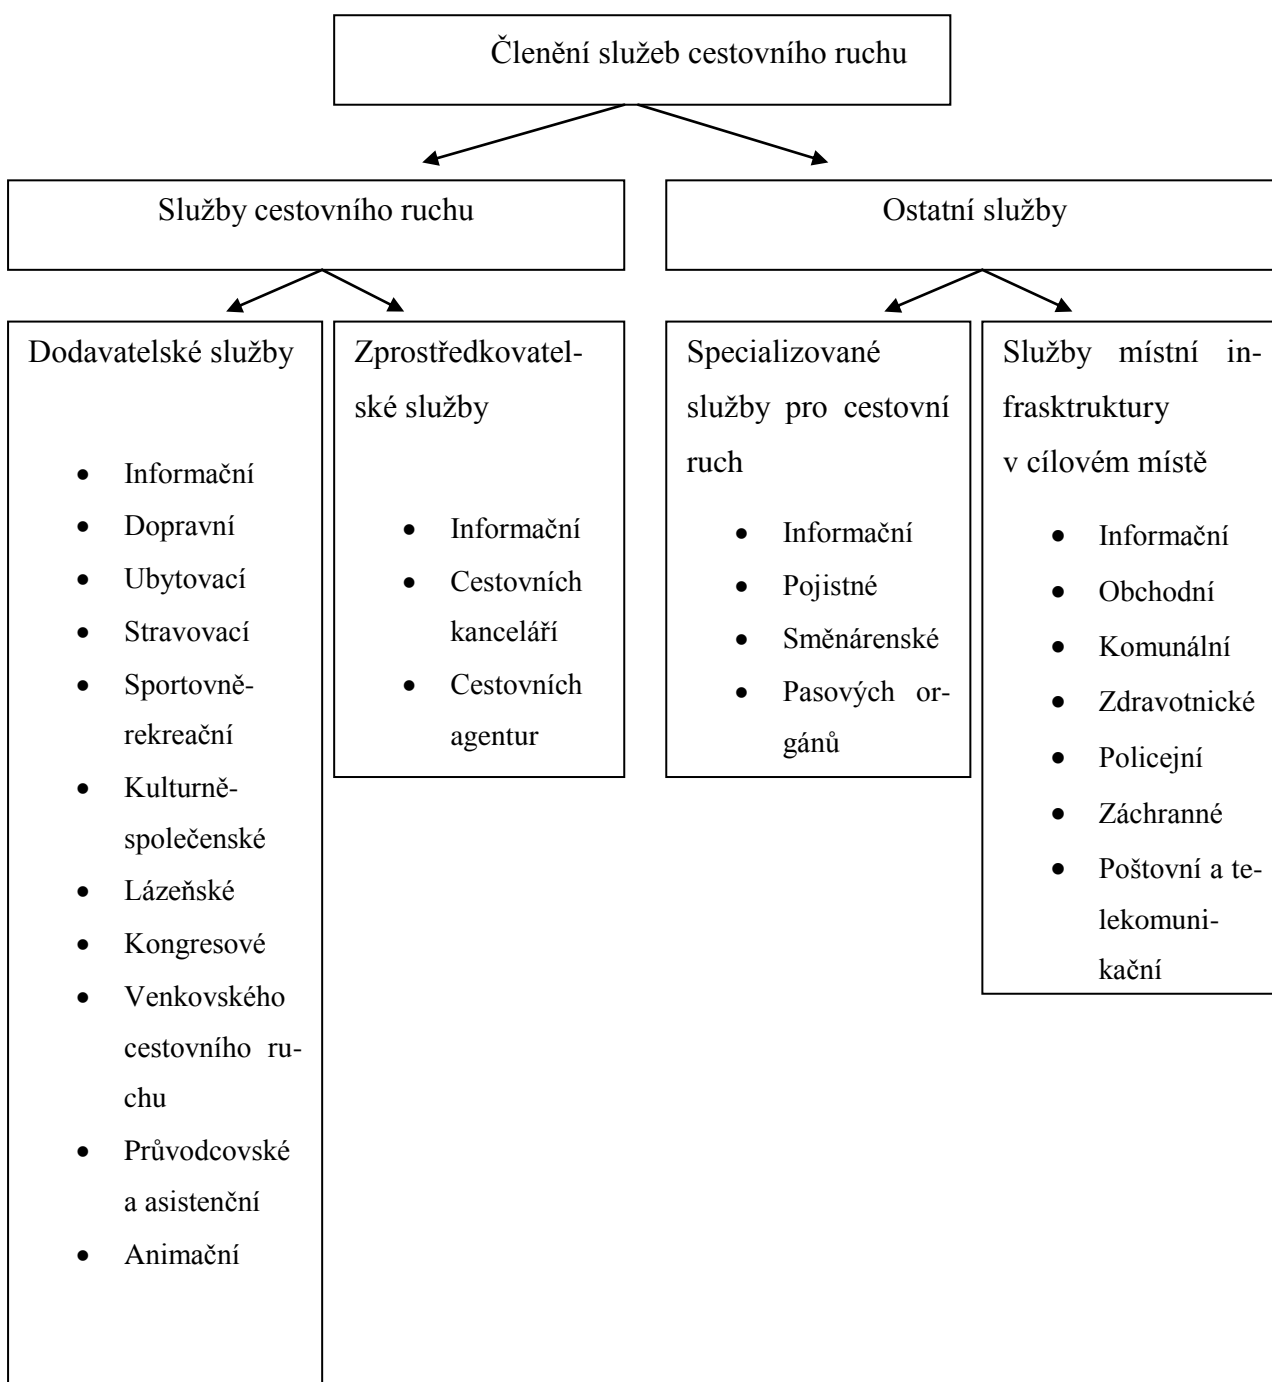 Členění služeb cestovního ruchu
Služby cestovního ruchu
Ostatní služby
Dodavatelské služby
• Informační
• Dopravní
• Ubytovací
• Stravovací
• Sportovně-
rekreační
• Kulturně-
společenské
• Lázeňské
• Kongresové
• Venkovského
cestovního ru-
chu
• Průvodcovské
a asistenční
• Animační
Zprostředkovatel-
ské služby
• Informační
• Cestovních
kanceláří
• Cestovních
agentur
Specializované
služby pro cestovní
ruch
• Informační
• Pojistné
• Směnárenské
• Pasových or-
gánů
Služby místní in-
frasktruktury
v cílovém místě
• Informační
• Obchodní
• Komunální
• Zdravotnické
• Policejní
• Záchranné
• Poštovní a te-
lekomuni-
kační